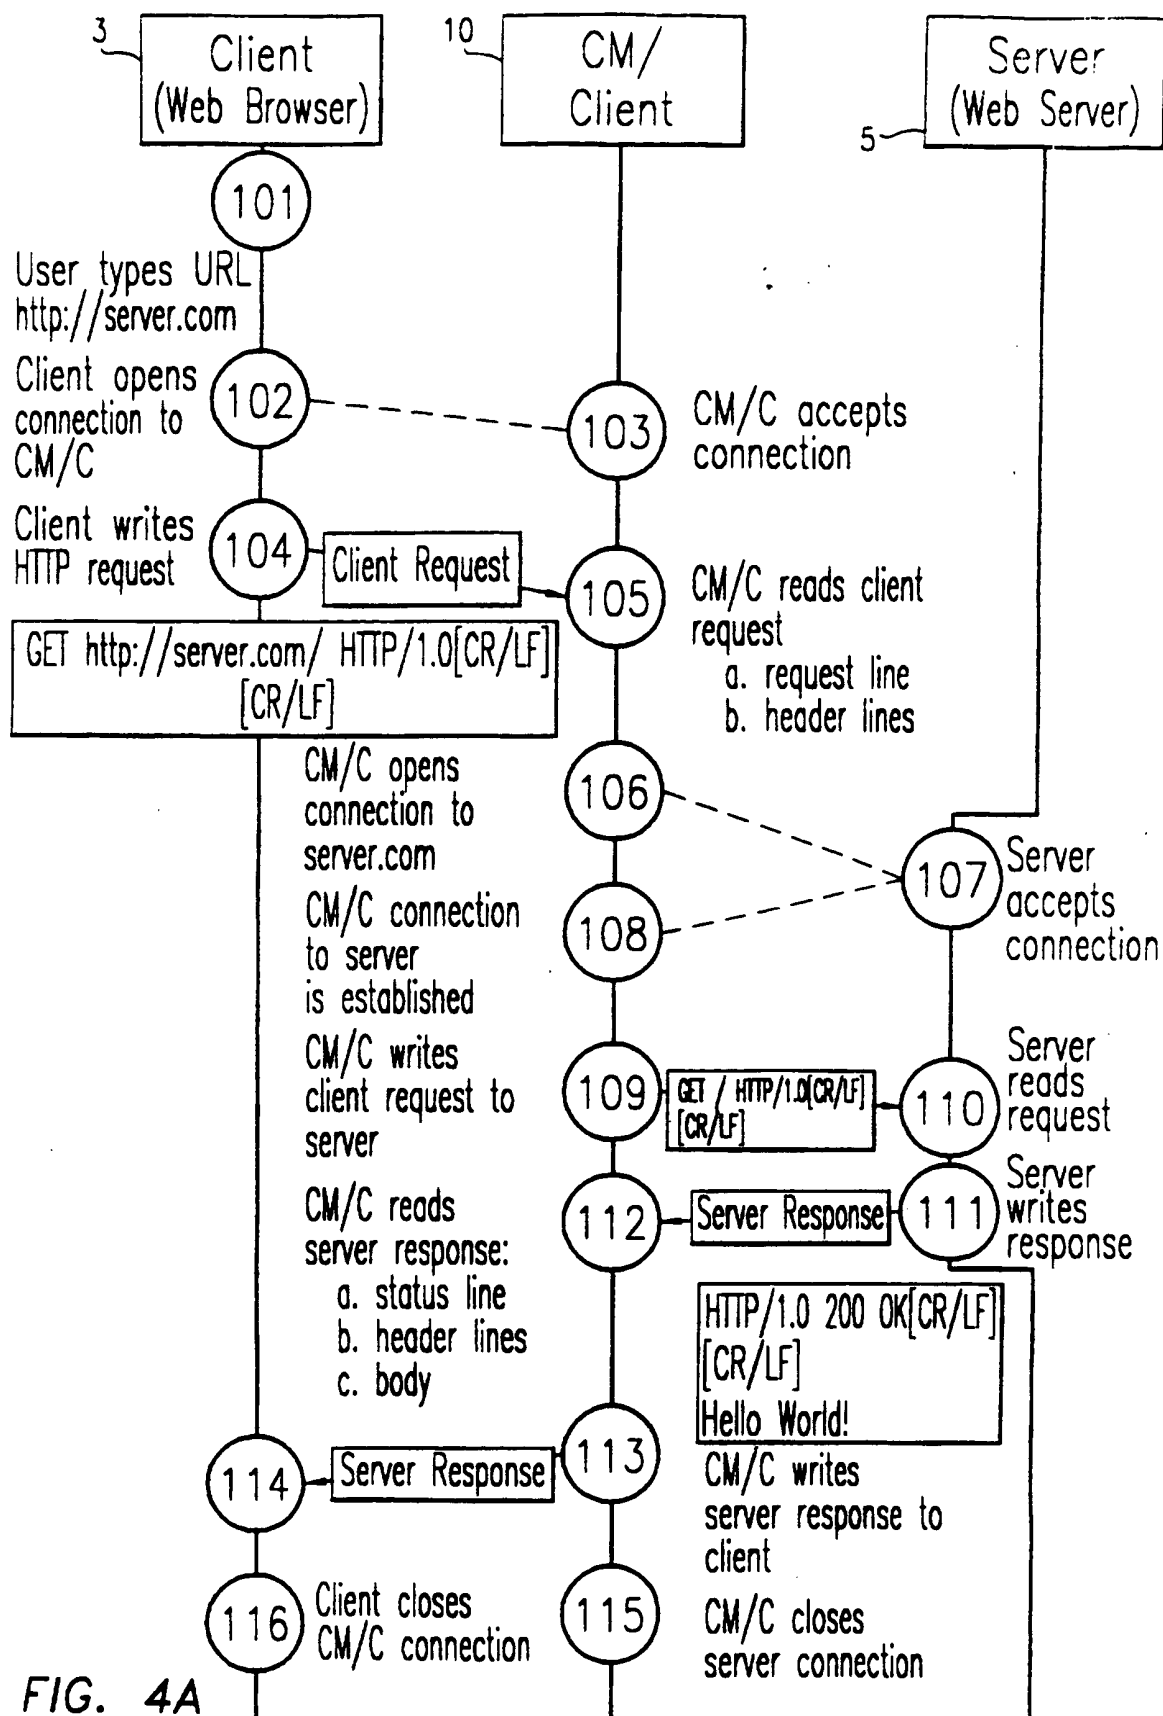 3
Client
(Web Browser)
10
CM/
Client
Server
(Web Server)
5
101
User types URL
http://server.com
Client opens
connection to
CM/C
102
103
CM/C accepts
connection
Client writes
HTTP request
104
Client Request
105
CM/C reads client
request
a. request line
b. header lines
GET http://server.com/ HTTP/1.0[CR/LF]
[CR/LF]
CM/C opens
connection to
server.com
106
107
Server
accepts
connection
CM/C connection
to server
is established
108
CM/C writes
client request to
server
109
GET / HTTP/1.0[CR/LF]
[CR/LF]
110
Server
reads
request
CM/C reads
server response:
a. status line
b. header lines
c. body
112
Server Response
111
Server
writes
response
HTTP/1.0 200 OK[CR/LF]
[CR/LF]
Hello World!
114
Server Response
113
CM/C writes
server response to
client
116
Client closes
CM/C connection
115
CM/C closes
server connection
FIG. 4A